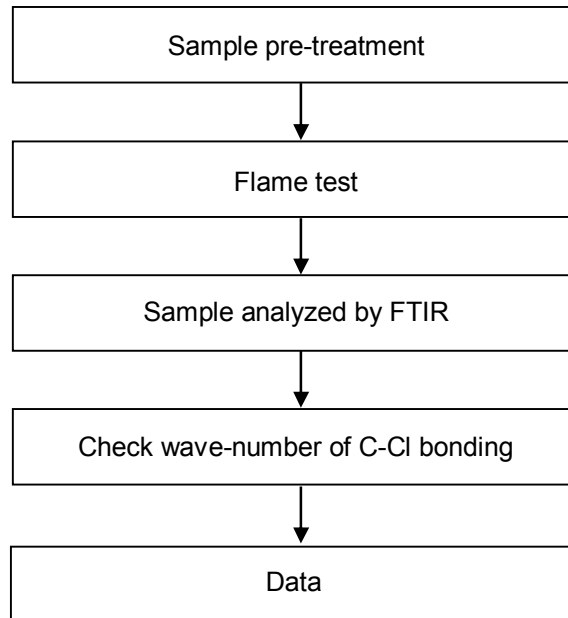 Sample pre-treatment
Flame test
Sample analyzed by FTIR
Check wave-number of C-Cl bonding
Data